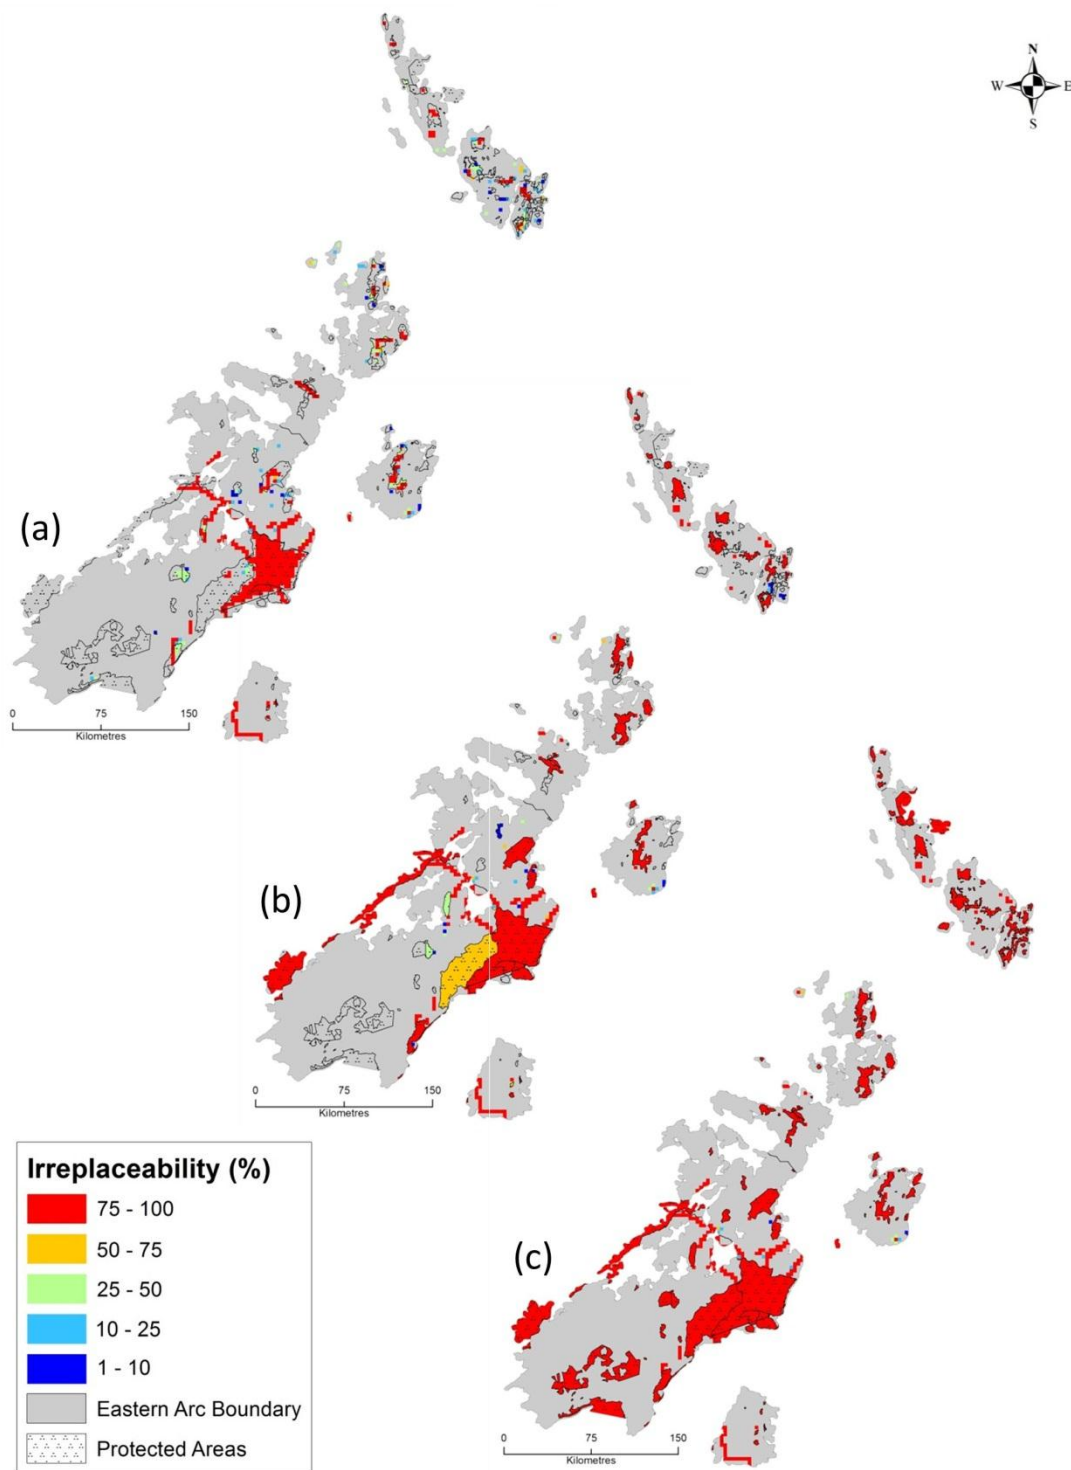 N
W E
S
(a)
0 75 150
Kilometres
(b)
0 75 150
Kilometres
(c)
0 75 150
Kilometres
Irreplaceability (%)
75 - 100
50 - 75
25 - 50
10 - 25
1 - 10
Eastern Arc Boundary
Protected Areas